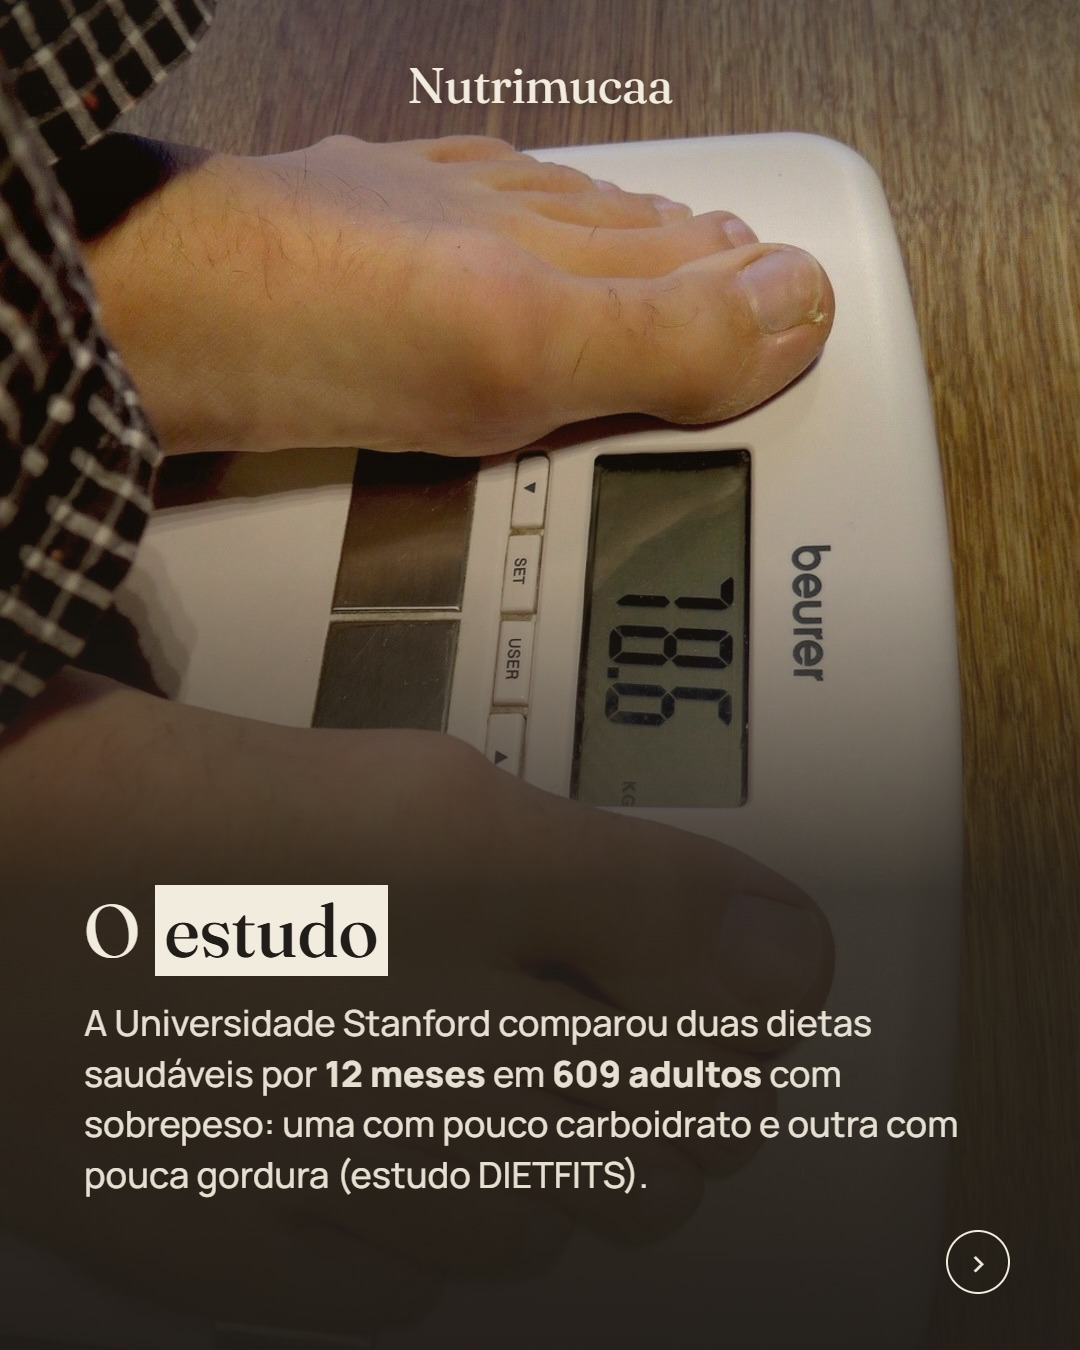 Nutrimucaa
SET
USER
78.6
KG
beurer
O estudo
A Universidade Stanford comparou duas dietas
saudáveis por 12 meses em 609 adultos com
sobrepeso: uma com pouco carboidrato e outra com
pouca gordura (estudo DIETFITS).